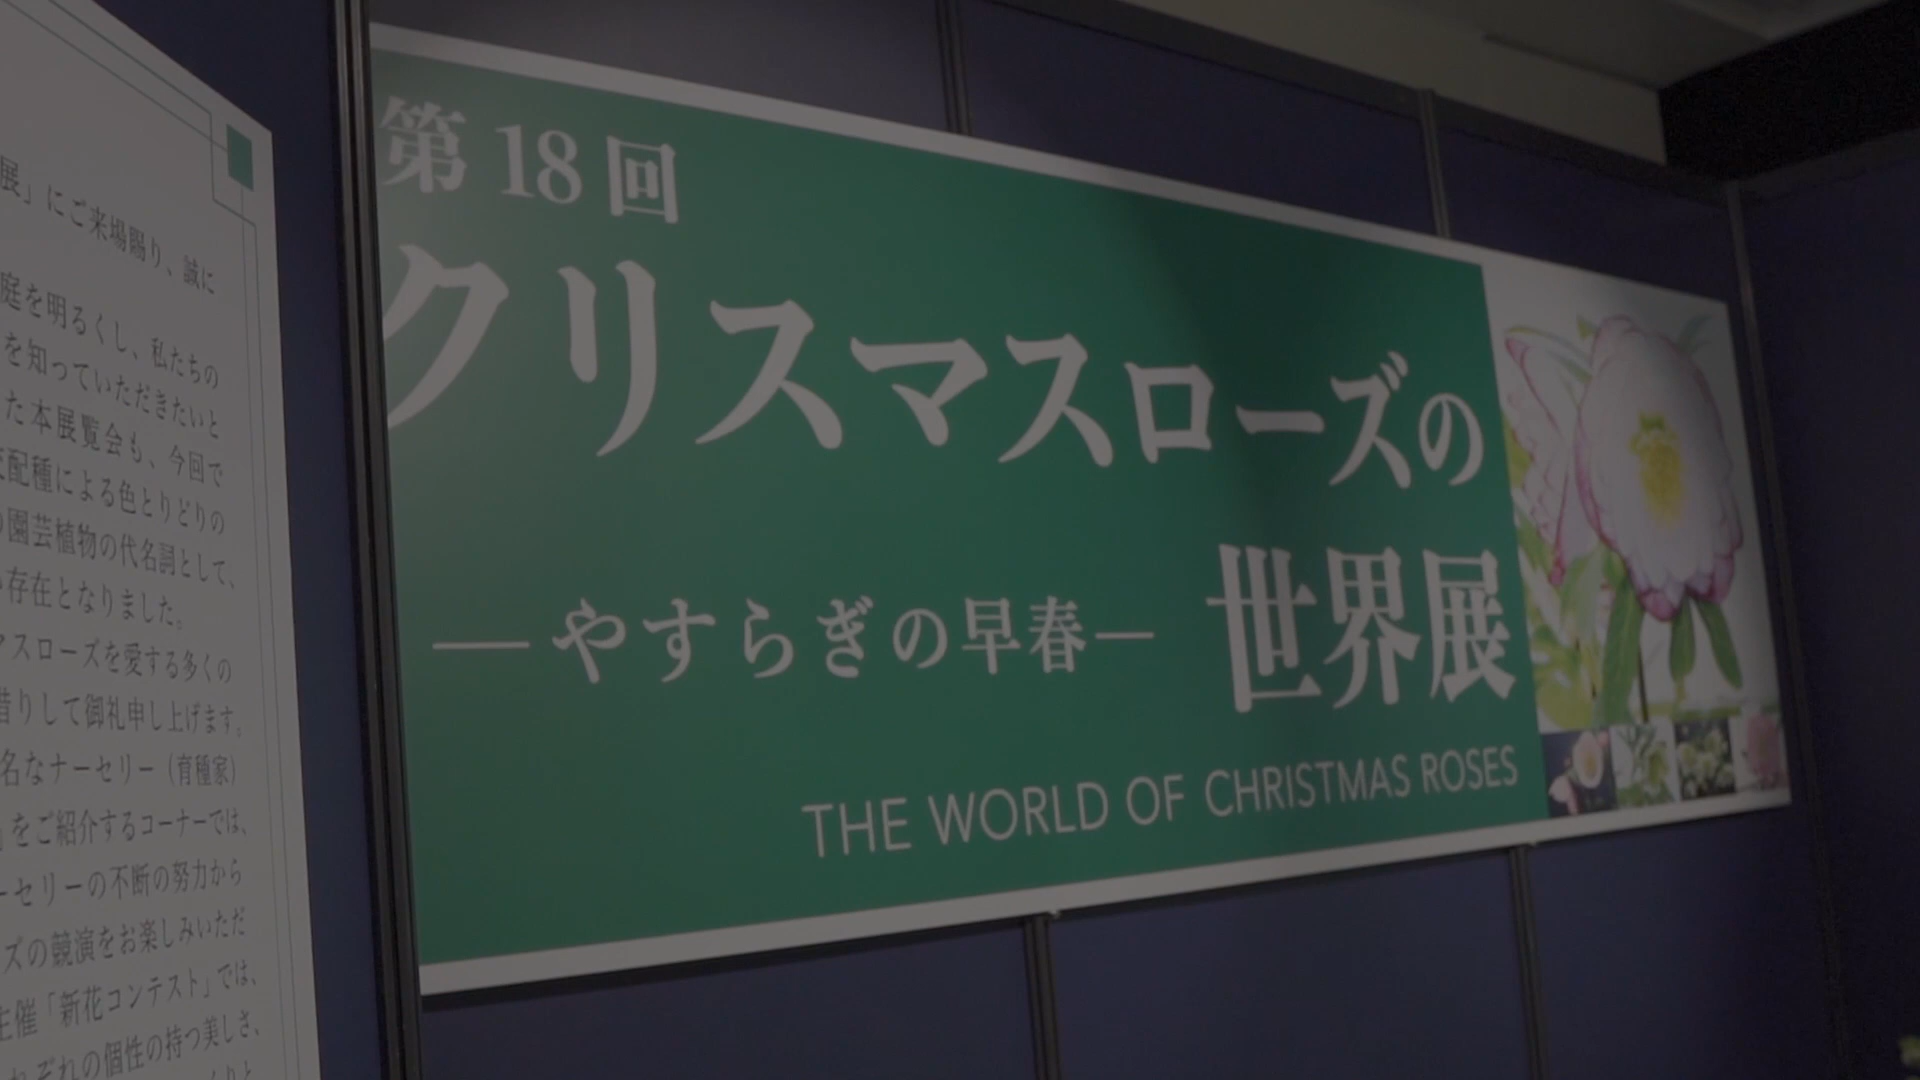 展」にご来場賜り、誠に
庭を明るくし、私たちの
を知っていただきたいと
た本展覧会も、今回で
配種による色とりどりの
園芸植物の代名詞として、
存在となりました。
マスローズを愛する多くの
借りして御礼申し上げます。
名なナーセリー（育種家）
をご紹介するコーナーでは、
ーセリーの不断の努力から
ズの競演をお楽しみいただ
主催「新花コンテスト」では、
ぞれの個性の持つ美しさ、
第18回
クリスマスローズの
世界展
―やすらぎの早春―
THE WORLD OF CHRISTMAS ROSES